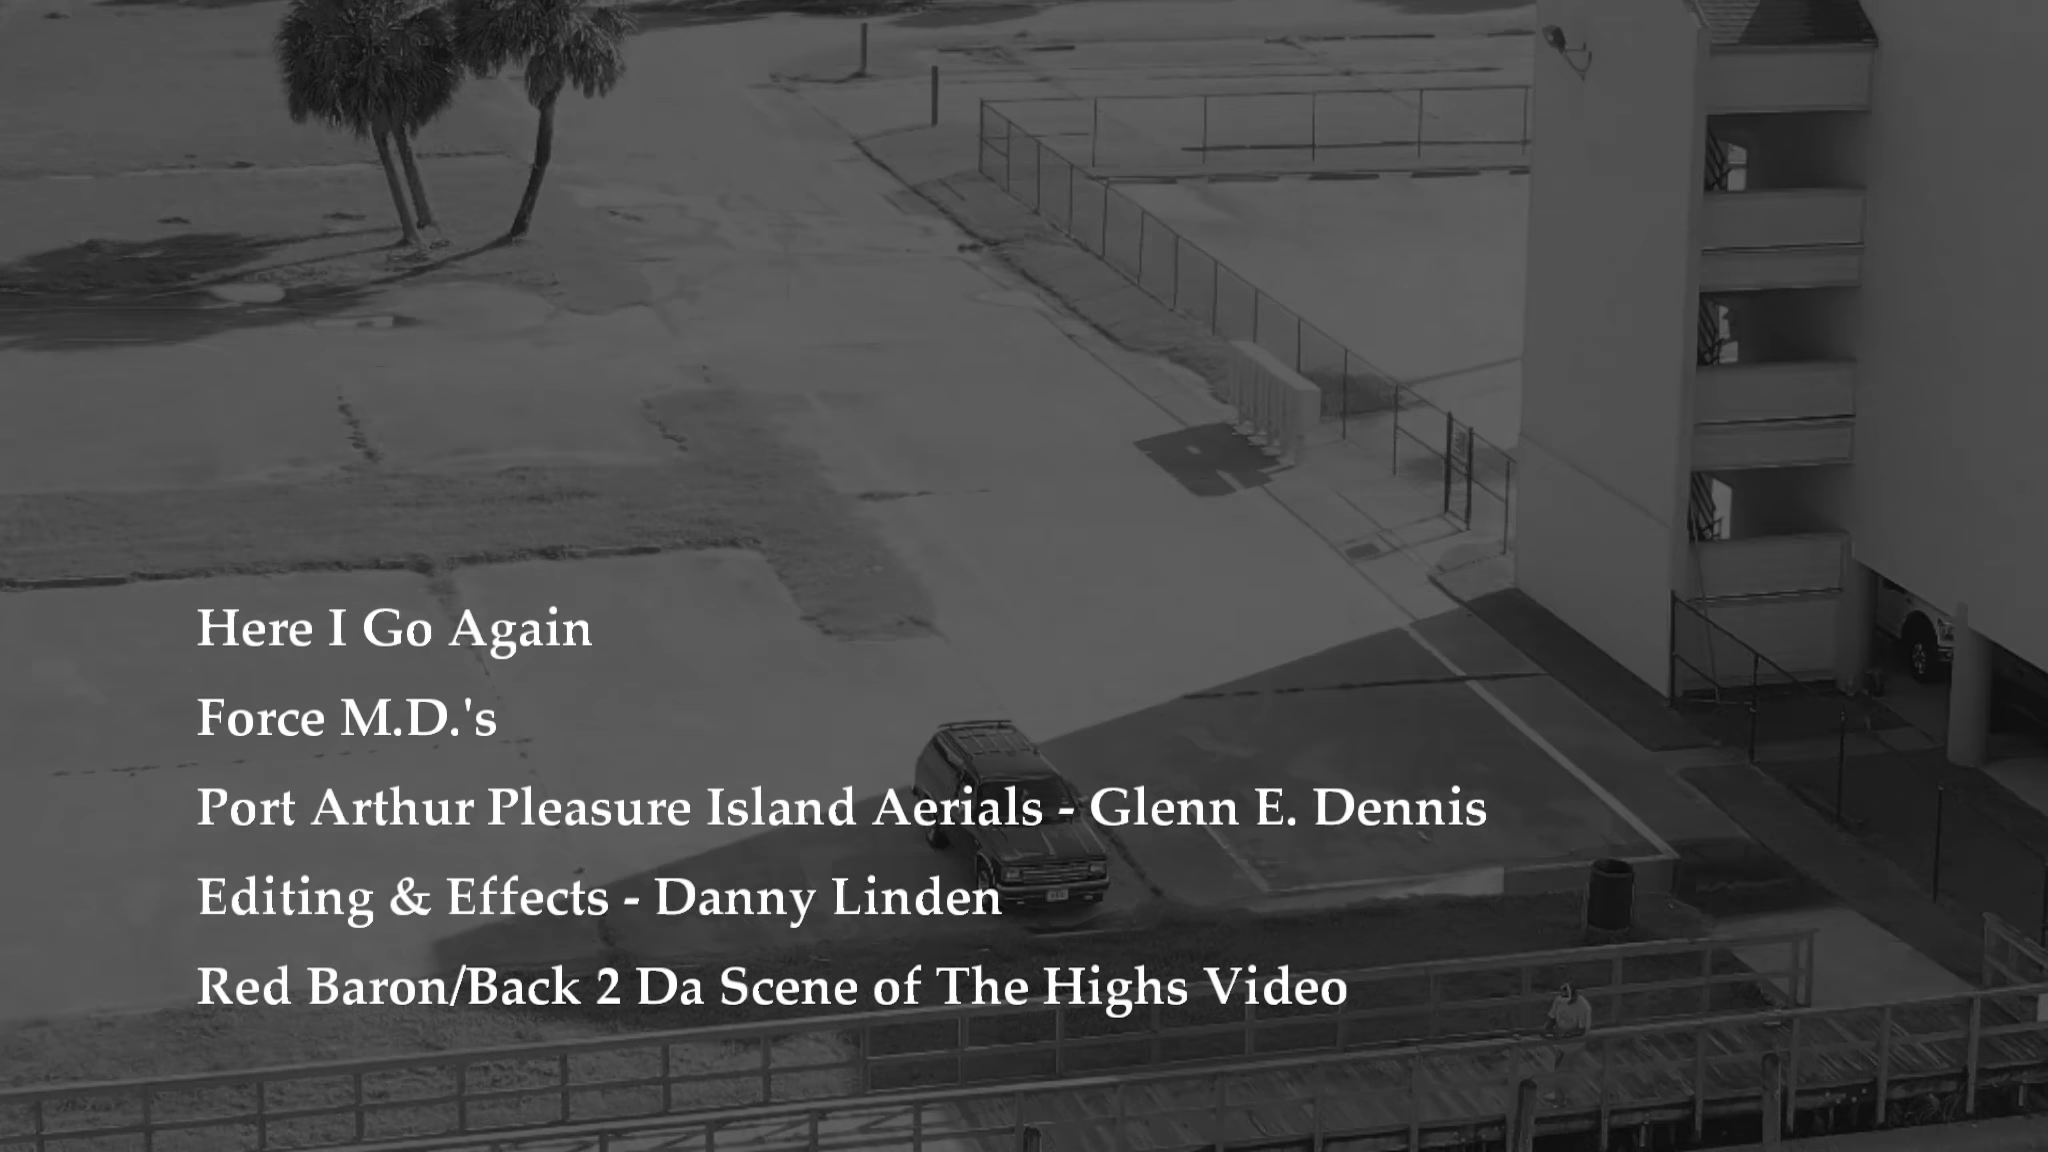 Here I Go Again
Force M.D.'s
Port Arthur Pleasure Island Aerials - Glenn E. Dennis
Editing & Effects - Danny Linden
Red Baron/Back 2 Da Scene of The Highs Video